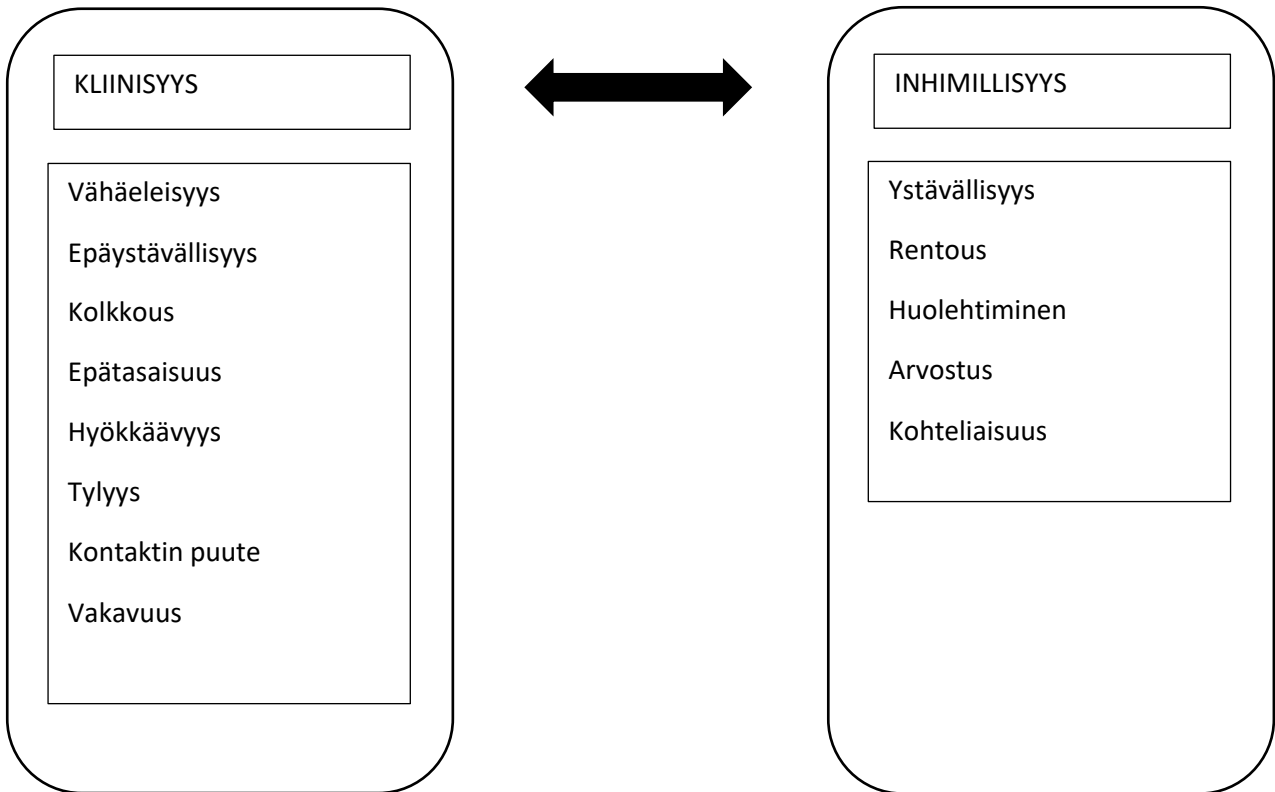 KLIINISYYS
Vähäeleisyys
Epäystävällisyys
Kolkkous
Epätasaisuus
Hyökkäävyys
Tylyys
Kontaktin puute
Vakavuus
INHIMILLISYYS
Ystävällisyys
Rentous
Huolehtiminen
Arvostus
Kohteliaisuus